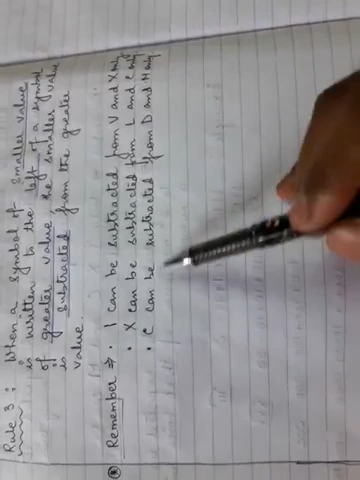 Rule 3 : When a symbol of smaller value
is written to the left of a symbol
of greater value, the smaller value
is subtracted from the greater
value.
Remember ⇒ • I can be subtracted from V and X only
• X can be subtracted from L and C only.
• C can be subtracted from D and M only.